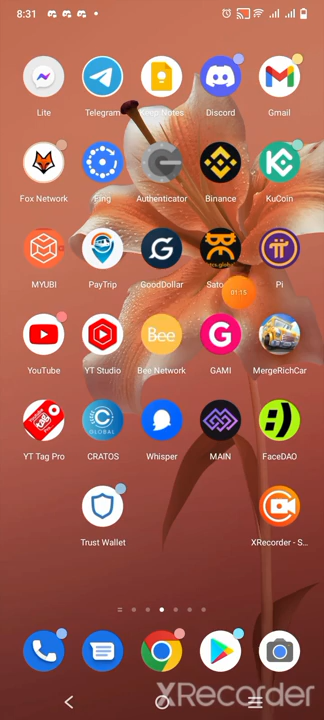 8:31
Lite
Telegram
Keep Notes
Discord
Gmail
Fox Network
Fing
Authenticator
Binance
KuCoin
MYUBI
PayTrip
GoodDollar
Sato
Pi
01:15
YouTube
YT Studio
Bee
Bee Network
GAMI
MergeRichCar
YT Tag Pro
GLOBAL
CRATOS
Whisper
MAIN
FaceDAO
Trust Wallet
XRecorder - S...
XRecorder